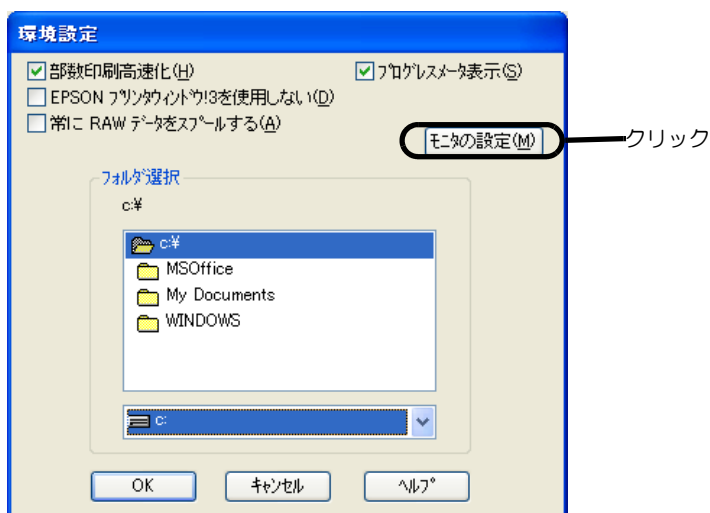 環境設定
部数印刷高速化(H)
プログレスメータ表示(S)
EPSON プリンタウィンドウ!3を使用しない(D)
常に RAW データをスプールする(A)
モニタの設定(M)
クリック
フォルダ選択
c:¥
c:¥
MSOffice
My Documents
WINDOWS
c:
OK キャンセル ヘルプ